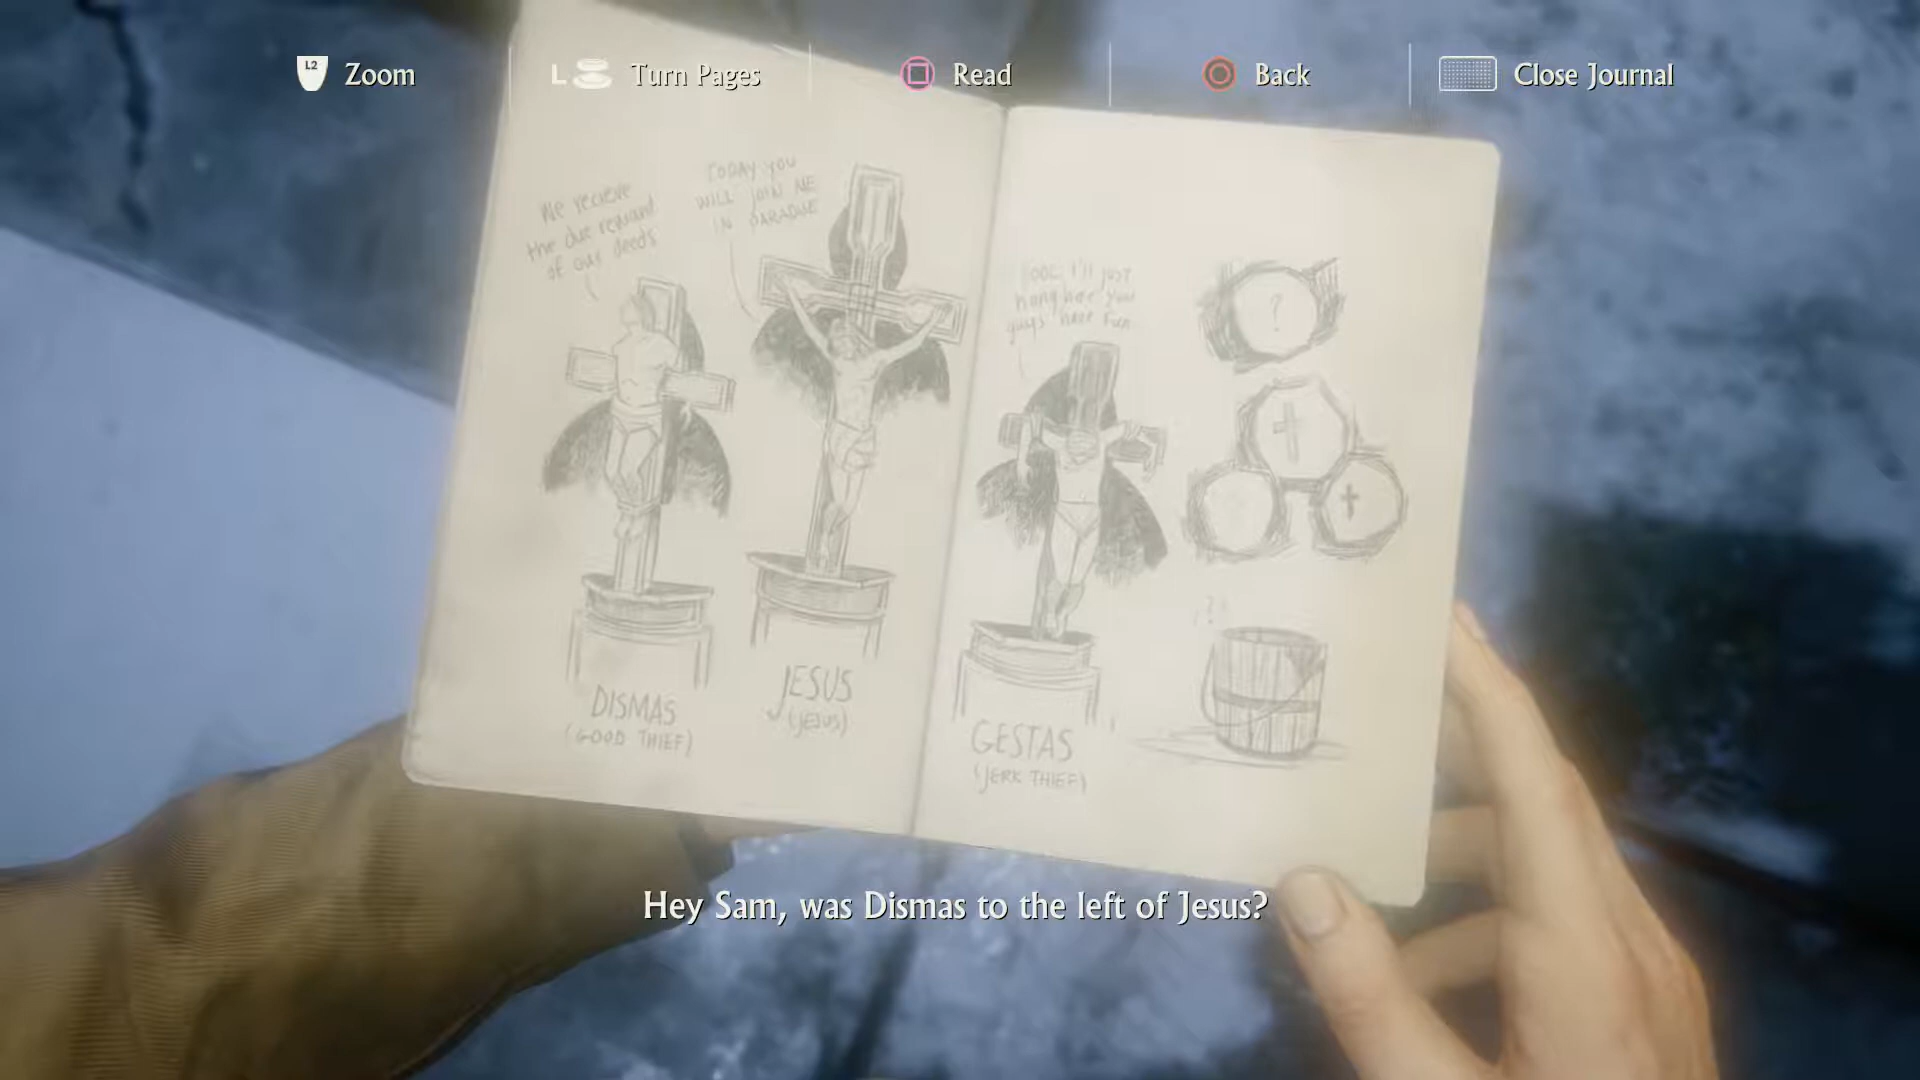 L2 Zoom
L Turn Pages
Read
Back
Close Journal
We recieve
the due reward
of our deeds
TODAY YOU
WILL JOIN ME
IN PARADISE
COOL I'll just
hang here you
guys have fun
?
DISMAS
(GOOD THIEF)
JESUS
(JESUS)
GESTAS
(JERK THIEF)
?!
Hey Sam, was Dismas to the left of Jesus?